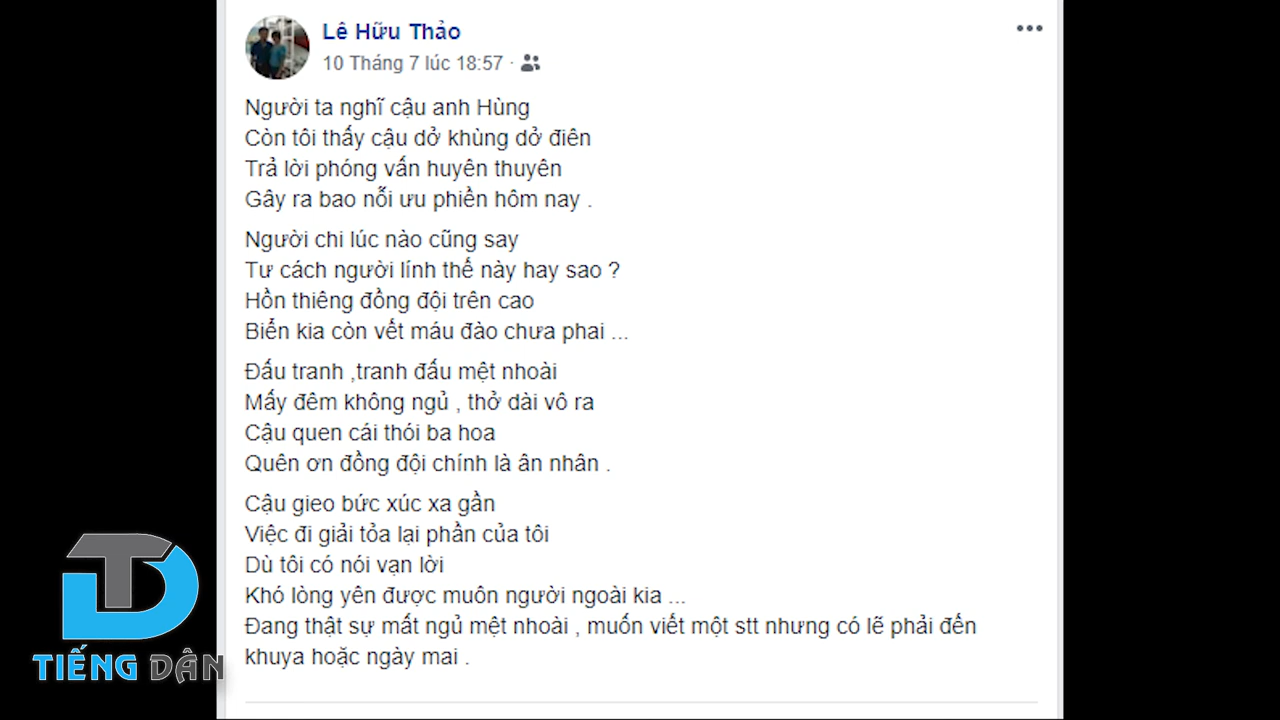 Lê Hữu Thảo
10 Tháng 7 lúc 18:57 ·
Người ta nghĩ cậu anh Hùng
Còn tôi thấy cậu dở khùng dở điên
Trả lời phóng vấn huyên thuyên
Gây ra bao nỗi ưu phiền hôm nay .
Người chi lúc nào cũng say
Tư cách người lính thế này hay sao ?
Hồn thiêng đồng đội trên cao
Biển kia còn vết máu đào chưa phai ...
Đấu tranh ,tranh đấu mệt nhoài
Mấy đêm không ngủ , thở dài vô ra
Cậu quen cái thói ba hoa
Quên ơn đồng đội chính là ân nhân .
Cậu gieo bức xúc xa gần
Việc đi giải tỏa lại phần của tôi
Dù tôi có nói vạn lời
Khó lòng yên được muôn người ngoài kia ...
Đang thật sự mất ngủ mệt nhoài , muốn viết một stt nhưng có lẽ phải đến
khuya hoặc ngày mai .
TD
TIẾNG DÂN